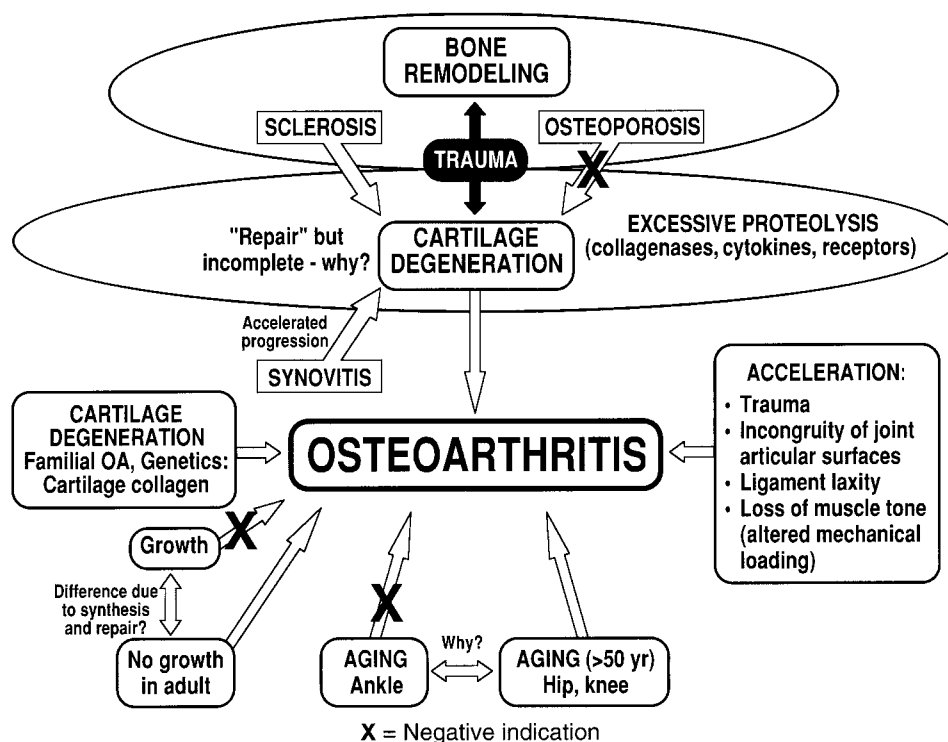 BONE
REMODELING
SCLEROSIS
OSTEOPOROSIS
TRAUMA
X
"Repair" but
incomplete - why?
CARTILAGE
DEGENERATION
EXCESSIVE PROTEOLYSIS
(collagenases, cytokines, receptors)
Accelerated
progression
SYNOVITIS
CARTILAGE
DEGENERATION
Familial OA, Genetics:
Cartilage collagen
OSTEOARTHRITIS
ACCELERATION:
• Trauma
• Incongruity of joint
articular surfaces
• Ligament laxity
• Loss of muscle tone
(altered mechanical
loading)
Growth
X
Difference due
to synthesis
and repair?
No growth
in adult
X
AGING
Ankle
Why?
AGING (>50 yr)
Hip, knee
X = Negative indication